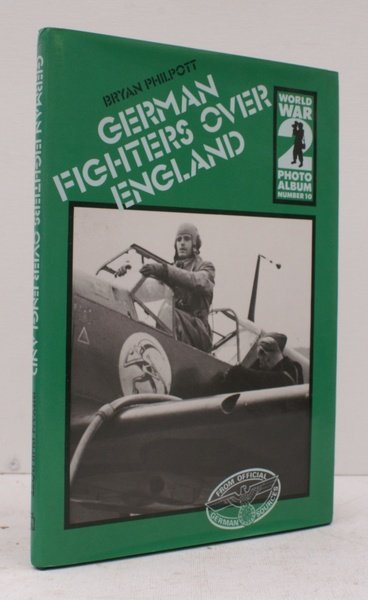 BRYAN PHILPOTT
GERMAN
FIGHTERS OVER
ENGLAND
WORLD
WAR
2
PHOTO
ALBUM
NUMBER 10
FROM OFFICIAL
GERMAN SOURCES
GERMAN FIGHTERS OVER ENGLAND